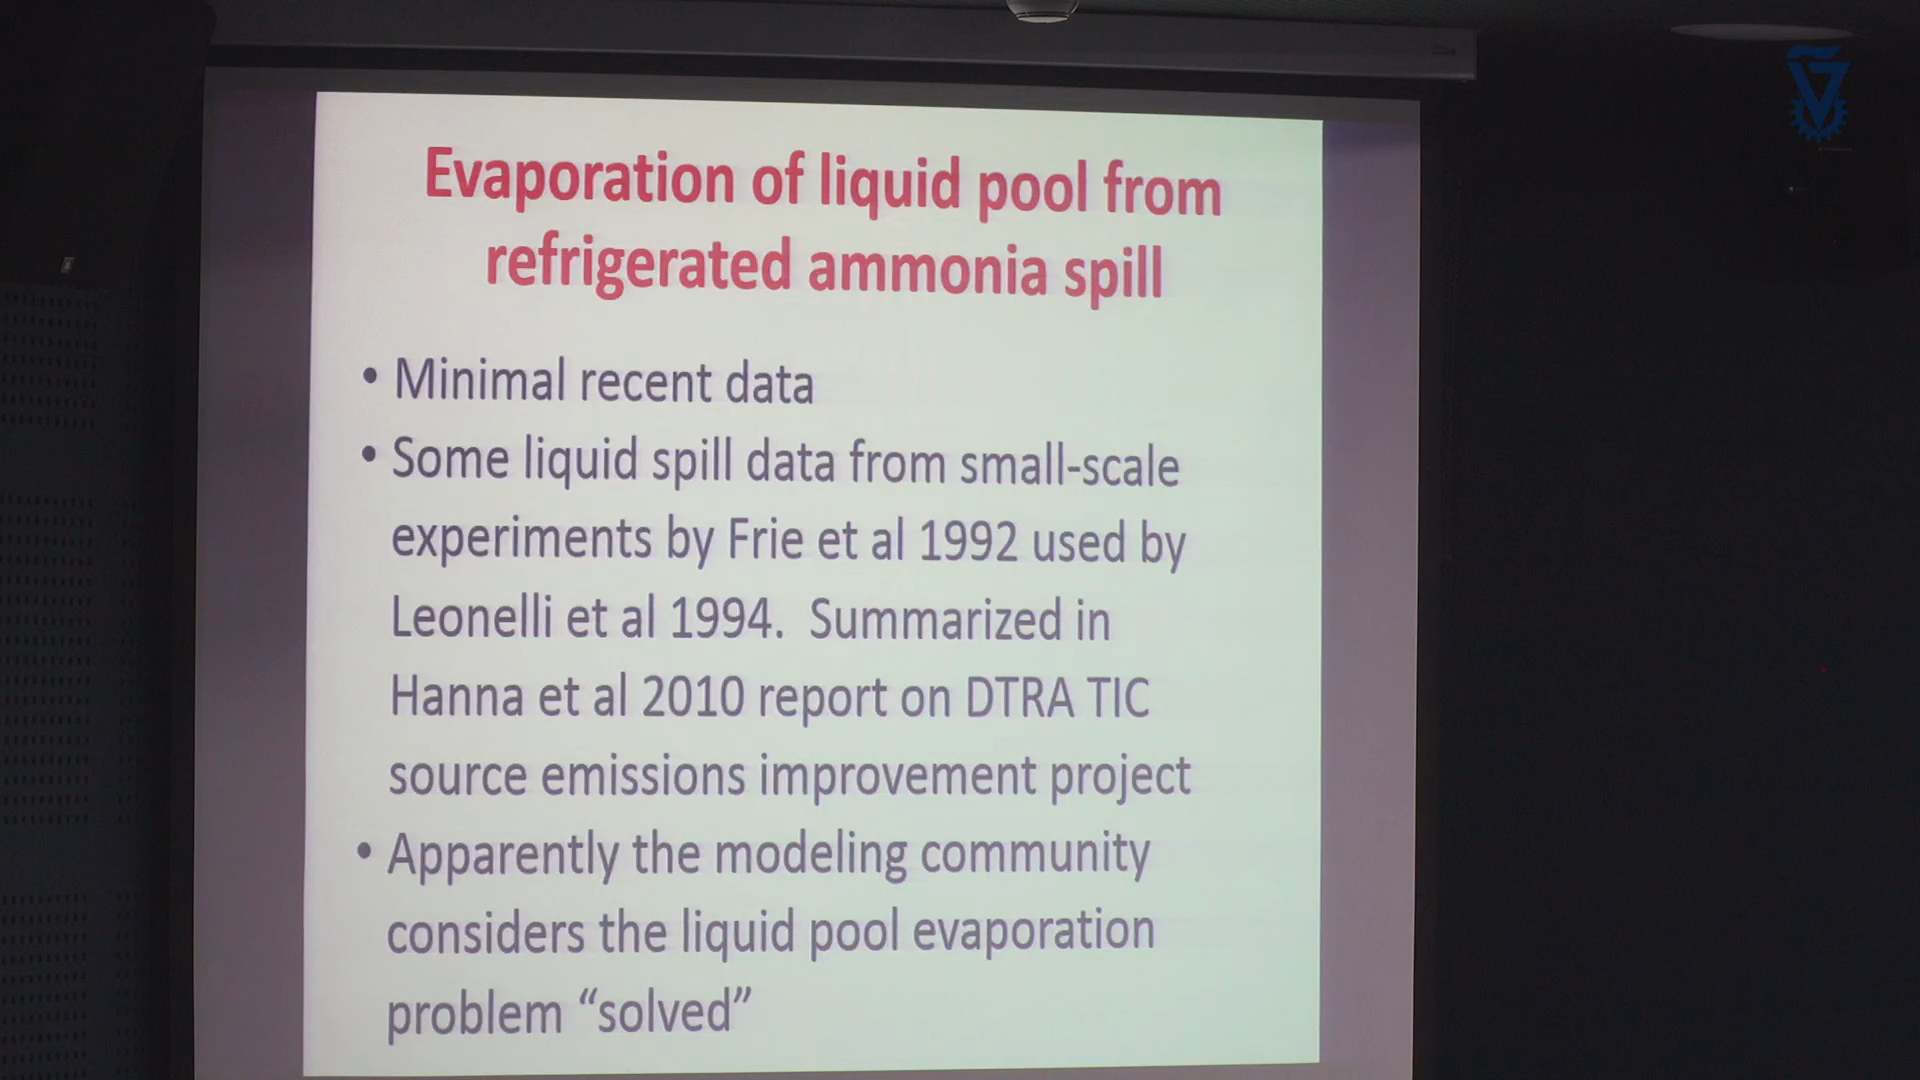 Evaporation of liquid pool from
refrigerated ammonia spill
• Minimal recent data
• Some liquid spill data from small-scale
experiments by Frie et al 1992 used by
Leonelli et al 1994.  Summarized in
Hanna et al 2010 report on DTRA TIC
source emissions improvement project
• Apparently the modeling community
considers the liquid pool evaporation
problem “solved”